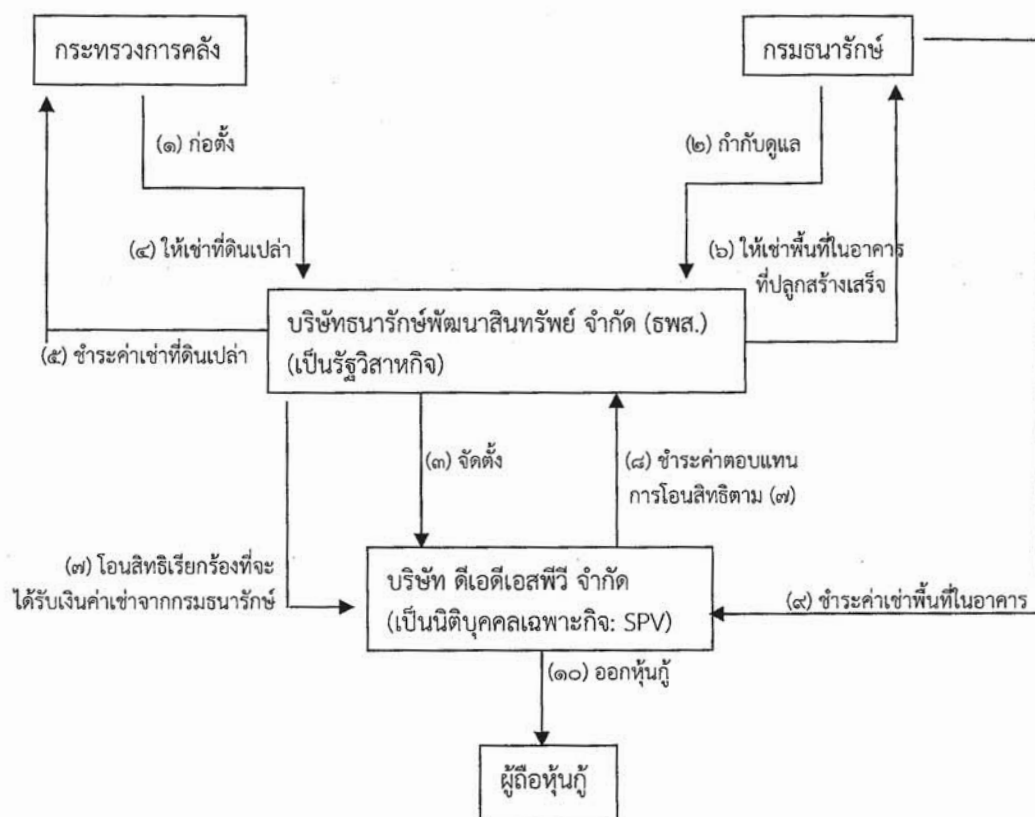 กระทรวงการคลัง
กรมธนารักษ์
(๑) ก่อตั้ง
(๒) กำกับดูแล
(๔) ให้เช่าที่ดินเปล่า
(๖) ให้เช่าพื้นที่ในอาคาร
ที่ปลูกสร้างเสร็จ
บริษัทธนารักษ์พัฒนาสินทรัพย์ จำกัด (ธพส.)
(เป็นรัฐวิสาหกิจ)
(๕) ชำระค่าเช่าที่ดินเปล่า
(๓) จัดตั้ง
(๘) ชำระค่าตอบแทน
การโอนสิทธิตาม (๗)
(๗) โอนสิทธิเรียกร้องที่จะ
ได้รับเงินค่าเช่าจากกรมธนารักษ์
บริษัท ดีเอดีเอสพีวี จำกัด
(เป็นนิติบุคคลเฉพาะกิจ: SPV)
(๙) ชำระค่าเช่าพื้นที่ในอาคาร
(๑๐) ออกหุ้นกู้
ผู้ถือหุ้นกู้